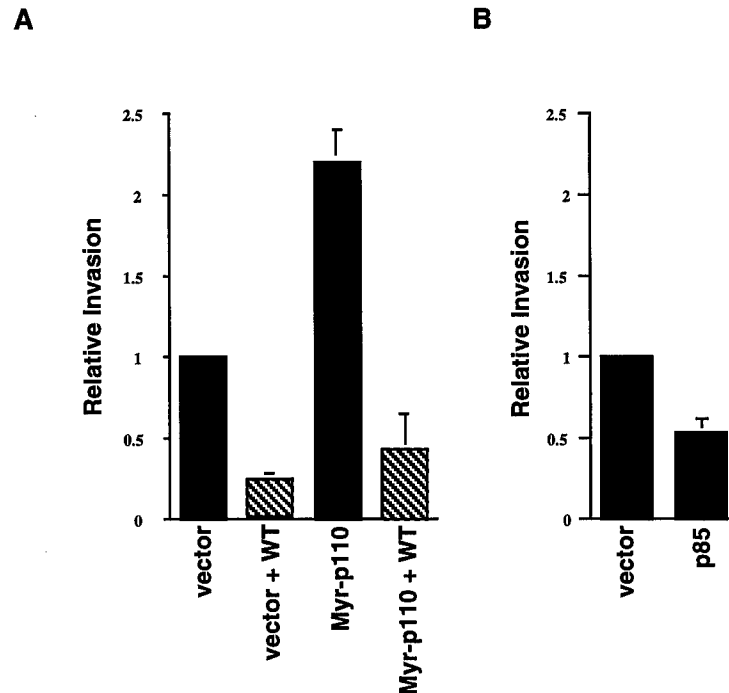 A
B
2.5
2
1.5
1
0.5
0
Relative Invasion
vector
vector + WT
Myr-p110
Myr-p110 + WT
2.5
2
1.5
1
0.5
0
Relative Invasion
vector
p85